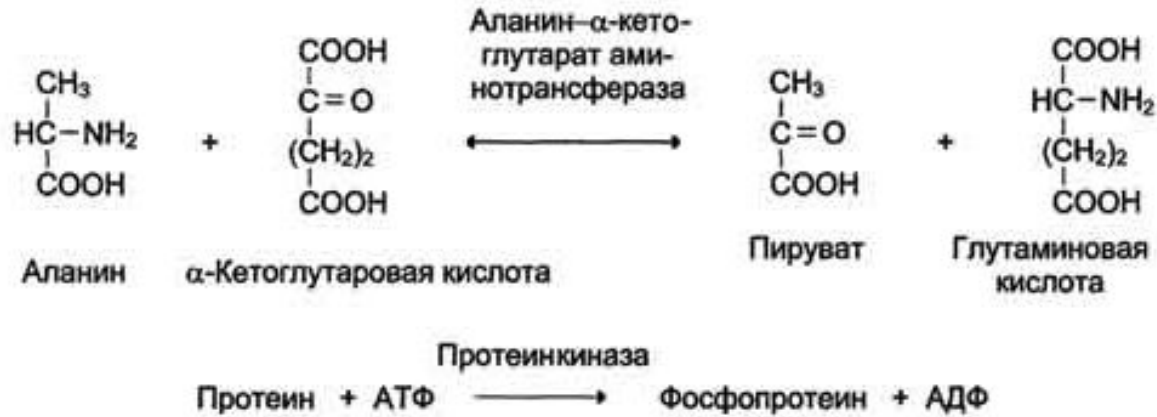 Аланин–α-кето-
глутарат ами-
нотрансфераза
COOH
CH₃
C=O
HC–NH₂
+
(CH₂)₂
COOH
COOH
CH₃
C=O
COOH
+
COOH
HC–NH₂
(CH₂)₂
COOH
Аланин
α-Кетоглутаровая кислота
Пируват
Глутаминовая
кислота
Протеинкиназа
Протеин + АТФ ⟶ Фосфопротеин + АДФ